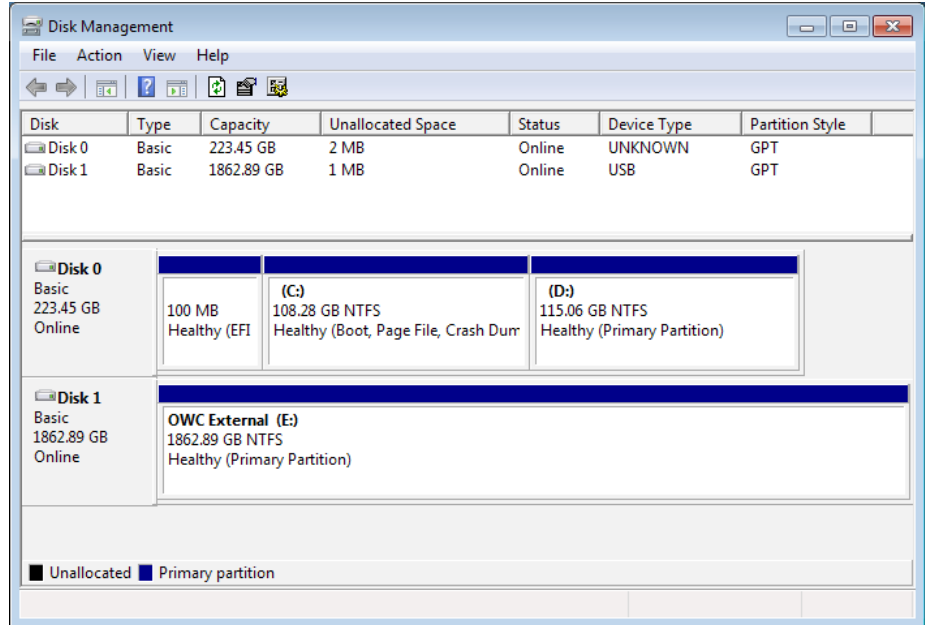 Disk Management
File Action View Help
Disk Type Capacity Unallocated Space Status Device Type Partition Style
Disk 0 Basic 223.45 GB 2 MB Online UNKNOWN GPT
Disk 1 Basic 1862.89 GB 1 MB Online USB GPT
Disk 0
Basic
223.45 GB
Online
100 MB
Healthy (EFI
(C:)
108.28 GB NTFS
Healthy (Boot, Page File, Crash Dum
(D:)
115.06 GB NTFS
Healthy (Primary Partition)
Disk 1
Basic
1862.89 GB
Online
OWC External (E:)
1862.89 GB NTFS
Healthy (Primary Partition)
Unallocated Primary partition